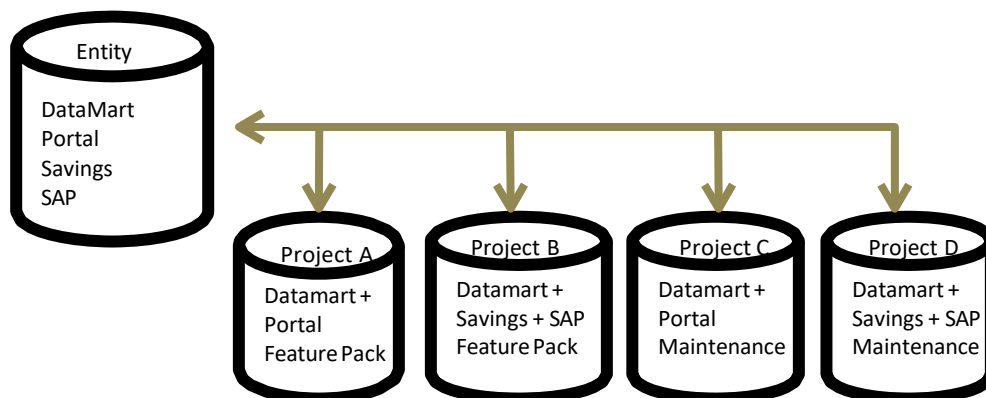 Entity
DataMart
Portal
Savings
SAP
Project A
Datamart +
Portal
Feature Pack
Project B
Datamart +
Savings + SAP
Feature Pack
Project C
Datamart +
Portal
Maintenance
Project D
Datamart +
Savings + SAP
Maintenance